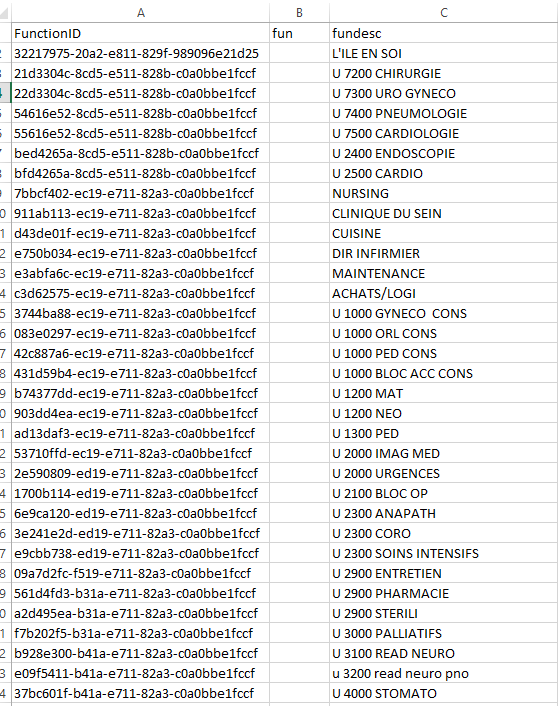 A B C
FunctionID fun fundesc
32217975-20a2-e811-829f-989096e21d25 L'ILE EN SOI
21d3304c-8cd5-e511-828b-c0a0bbe1fccf U 7200 CHIRURGIE
22d3304c-8cd5-e511-828b-c0a0bbe1fccf U 7300 URO GYNECO
54616e52-8cd5-e511-828b-c0a0bbe1fccf U 7400 PNEUMOLOGIE
55616e52-8cd5-e511-828b-c0a0bbe1fccf U 7500 CARDIOLOGIE
bed4265a-8cd5-e511-828b-c0a0bbe1fccf U 2400 ENDOSCOPIE
bfd4265a-8cd5-e511-828b-c0a0bbe1fccf U 2500 CARDIO
7bbcf402-ec19-e711-82a3-c0a0bbe1fccf NURSING
911ab113-ec19-e711-82a3-c0a0bbe1fccf CLINIQUE DU SEIN
d43de01f-ec19-e711-82a3-c0a0bbe1fccf CUISINE
e750b034-ec19-e711-82a3-c0a0bbe1fccf DIR INFIRMIER
e3abfa6c-ec19-e711-82a3-c0a0bbe1fccf MAINTENANCE
c3d62575-ec19-e711-82a3-c0a0bbe1fccf ACHATS/LOGI
3744ba88-ec19-e711-82a3-c0a0bbe1fccf U 1000 GYNECO  CONS
083e0297-ec19-e711-82a3-c0a0bbe1fccf U 1000 ORL CONS
42c887a6-ec19-e711-82a3-c0a0bbe1fccf U 1000 PED CONS
431d59b4-ec19-e711-82a3-c0a0bbe1fccf U 1000 BLOC ACC CONS
b74377dd-ec19-e711-82a3-c0a0bbe1fccf U 1200 MAT
903dd4ea-ec19-e711-82a3-c0a0bbe1fccf U 1200 NEO
ad13daf3-ec19-e711-82a3-c0a0bbe1fccf U 1300 PED
53710ffd-ec19-e711-82a3-c0a0bbe1fccf U 2000 IMAG MED
2e590809-ed19-e711-82a3-c0a0bbe1fccf U 2000 URGENCES
1700b114-ed19-e711-82a3-c0a0bbe1fccf U 2100 BLOC OP
6e9ca120-ed19-e711-82a3-c0a0bbe1fccf U 2300 ANAPATH
3e241e2d-ed19-e711-82a3-c0a0bbe1fccf U 2300 CORO
e9cbb738-ed19-e711-82a3-c0a0bbe1fccf U 2300 SOINS INTENSIFS
09a7d2fc-f519-e711-82a3-c0a0bbe1fccf U 2900 ENTRETIEN
561d4fd3-b31a-e711-82a3-c0a0bbe1fccf U 2900 PHARMACIE
a2d495ea-b31a-e711-82a3-c0a0bbe1fccf U 2900 STERILI
f7b202f5-b31a-e711-82a3-c0a0bbe1fccf U 3000 PALLIATIFS
b928e300-b41a-e711-82a3-c0a0bbe1fccf U 3100 READ NEURO
e09f5411-b41a-e711-82a3-c0a0bbe1fccf u 3200 read neuro pno
37bc601f-b41a-e711-82a3-c0a0bbe1fccf U 4000 STOMATO